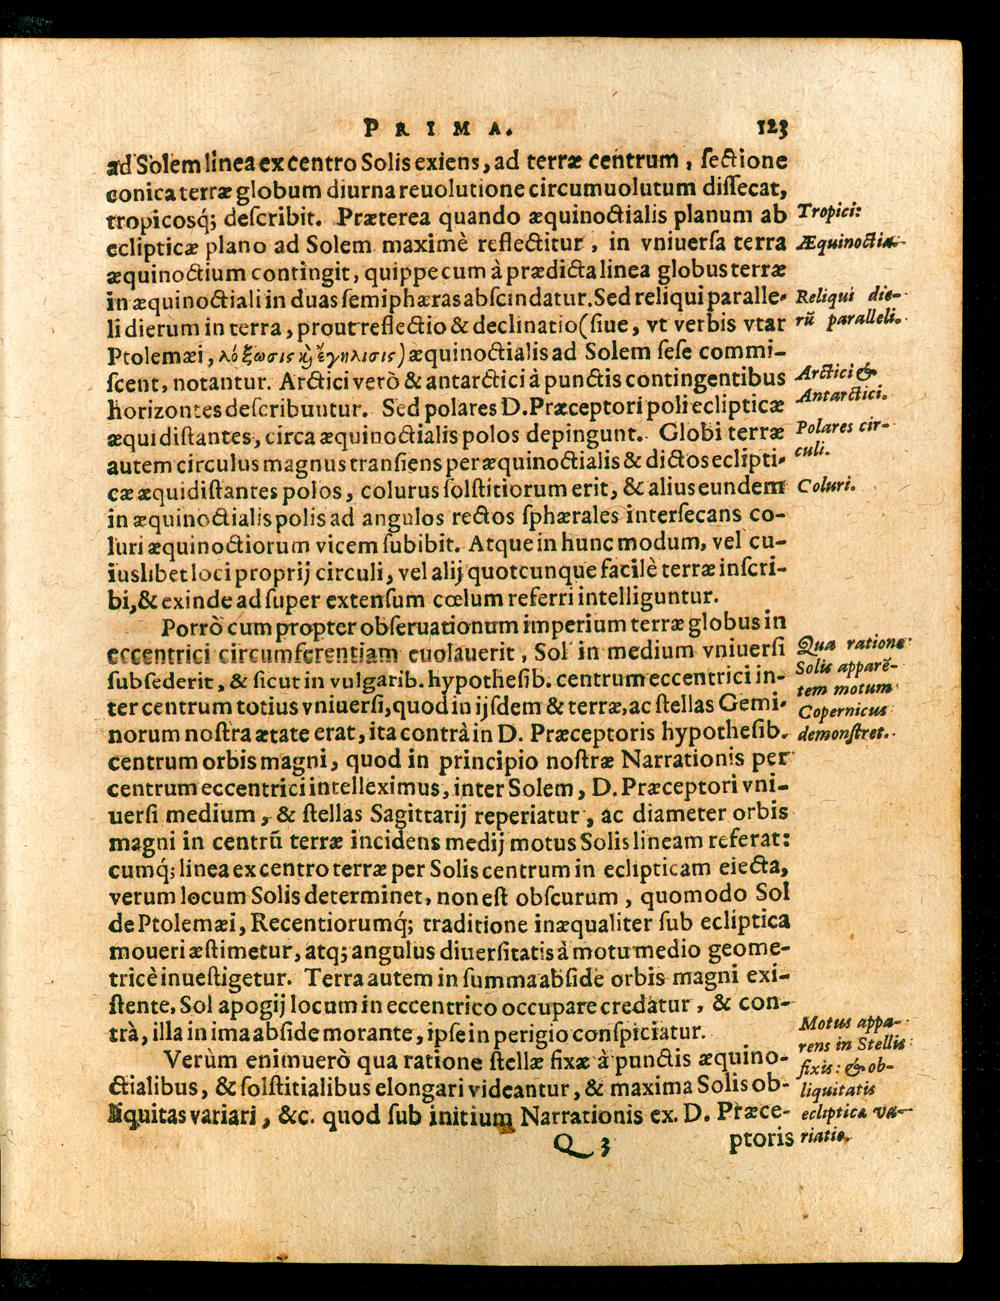 PRIMA. 123
ad Solem linea ex centro Solis exiens, ad terræ centrum, ſectione
conica terræ globum diurna reuolutione circumuolutum diſſecat,
tropicosq́; deſcribit. Præterea quando æquinoctialis planum ab
Tropici:
eclipticæ plano ad Solem maximè reflectitur, in vniuerſa terra
Æquinoctia.
æquinoctium contingit, quippe cum à prædicta linea globus terræ
in æquinoctiali in duas ſemiphæras abſcindatur. Sed reliqui paralle-
Reliqui die-
li dierum in terra, prout reflectio & declinatio (ſiue, vt verbis vtar
rũ paralleli.
Ptolemæi, λόξωσις κỳ ἔγκλισις) æquinoctialis ad Solem ſeſe commi-
ſcent, notantur. Arctici verò & antarctici à punctis contingentibus
Arctici &
horizontes deſcribuntur. Sed polares D. Præceptori poli eclipticæ
Antarctici.
æquidiſtantes, circa æquinoctialis polos depingunt. Globi terræ
Polares cir-
autem circulus magnus tranſiens per æquinoctialis & dictos eclipti-
culi.
cæ æquidiſtantes polos, colurus ſolſtitiorum erit, & alius eundem
Coluri.
in æquinoctialis polis ad angulos rectos ſphærales interſecans co-
luri æquinoctiorum vicem ſubibit. Atque in hunc modum, vel cu-
iuslibet loci proprij circuli, vel alij quotcunque facilè terræ inſcri-
bi, & exinde ad ſuper extenſum cœlum referri intelliguntur.
Porrò cum propter obſeruationum imperium terræ globus in
eccentrici circumferentiam euolauerit, Sol in medium vniuerſi
Qua ratione
ſubſederit, & ſicut in vulgarib. hypotheſib. centrum eccentrici in-
Solis apparẽ-
ter centrum totius vniuerſi, quod in ijſdem & terræ, ac ſtellas Gemi-
tem motum
norum noſtra ætate erat, ita contrà in D. Præceptoris hypotheſib.
Copernicus
demonſtret.
centrum orbis magni, quod in principio noſtræ Narrationis per
centrum eccentrici intelleximus, inter Solem, D. Præceptori vni-
uerſi medium, & ſtellas Sagittarij reperiatur, ac diameter orbis
magni in centrũ terræ incidens medij motus Solis lineam referat:
cumq́; linea ex centro terræ per Solis centrum in eclipticam eiecta,
verum locum Solis determinet, non eſt obſcurum, quomodo Sol
de Ptolemæi, Recentiorumq́; traditione inæqualiter ſub ecliptica
moueri æſtimetur, atq; angulus diuerſitatis à motu medio geome-
tricè inueſtigetur. Terra autem in ſumma abſide orbis magni exi-
ſtente, Sol apogij locum in eccentrico occupare credatur, & con-
trà, illa in ima abſide morante, ipſe in perigio conſpiciatur.
Motus appa-
rens in Stellis
Verùm enimuerò qua ratione ſtellæ fixæ à punctis æquino-
fixis: & ob-
ctialibus, & ſolſtitialibus elongari videantur, & maxima Solis ob-
liquitatis
liquitas variari, &c. quod ſub initium Narrationis ex. D. Præce-
ecliptica va-
Q 3 ptoris
riatio.